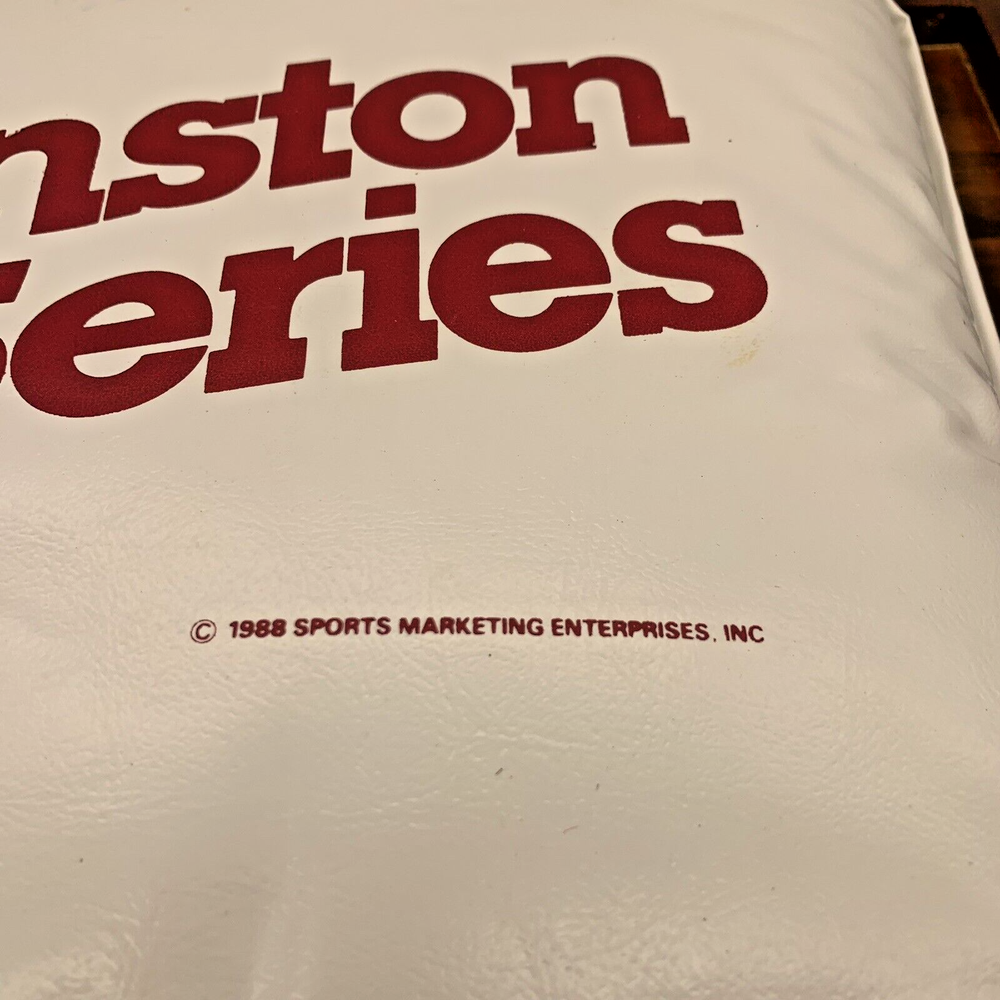 nston
Series
© 1988 SPORTS MARKETING ENTERPRISES, INC